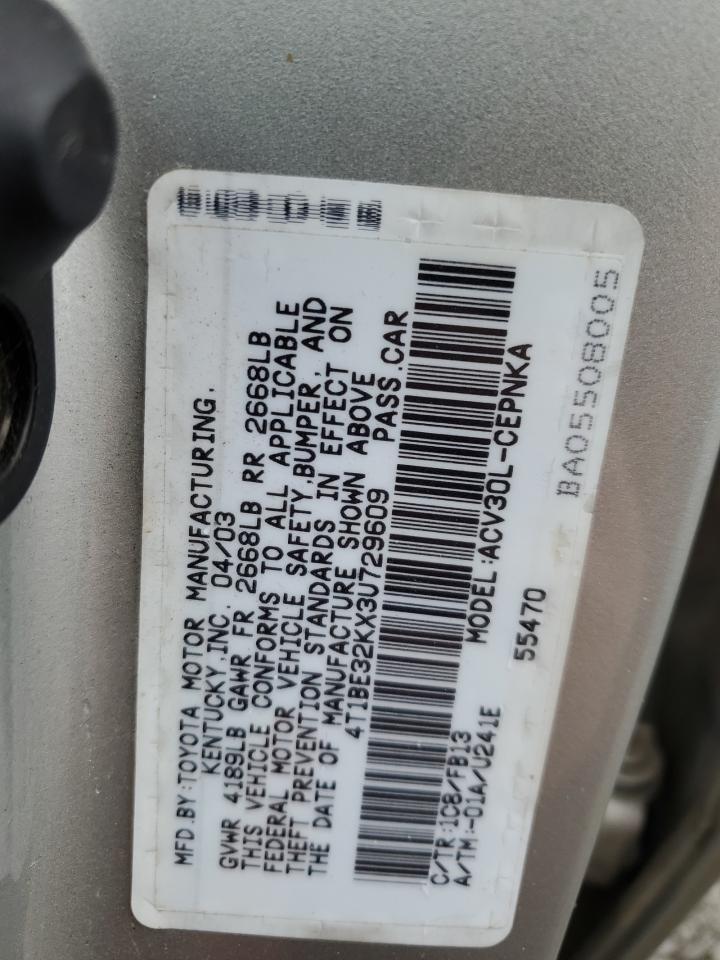 MFD.BY:TOYOTA MOTOR MANUFACTURING.
KENTUCKY,INC. 04/03
GVWR 4189LB GAWR FR 2668LB RR 2668LB
THIS VEHICLE CONFORMS TO ALL APPLICABLE
FEDERAL MOTOR VEHICLE SAFETY,BUMPER, AND
THEFT PREVENTION STANDARDS IN EFFECT ON
THE DATE OF MANUFACTURE SHOWN ABOVE
4T1BE32KX3U729609 PASS.CAR
C/TR:1C8/FB13 MODEL:ACV30L-CEPNKA
A/TM:-01A/U241E
55470
BA05508005